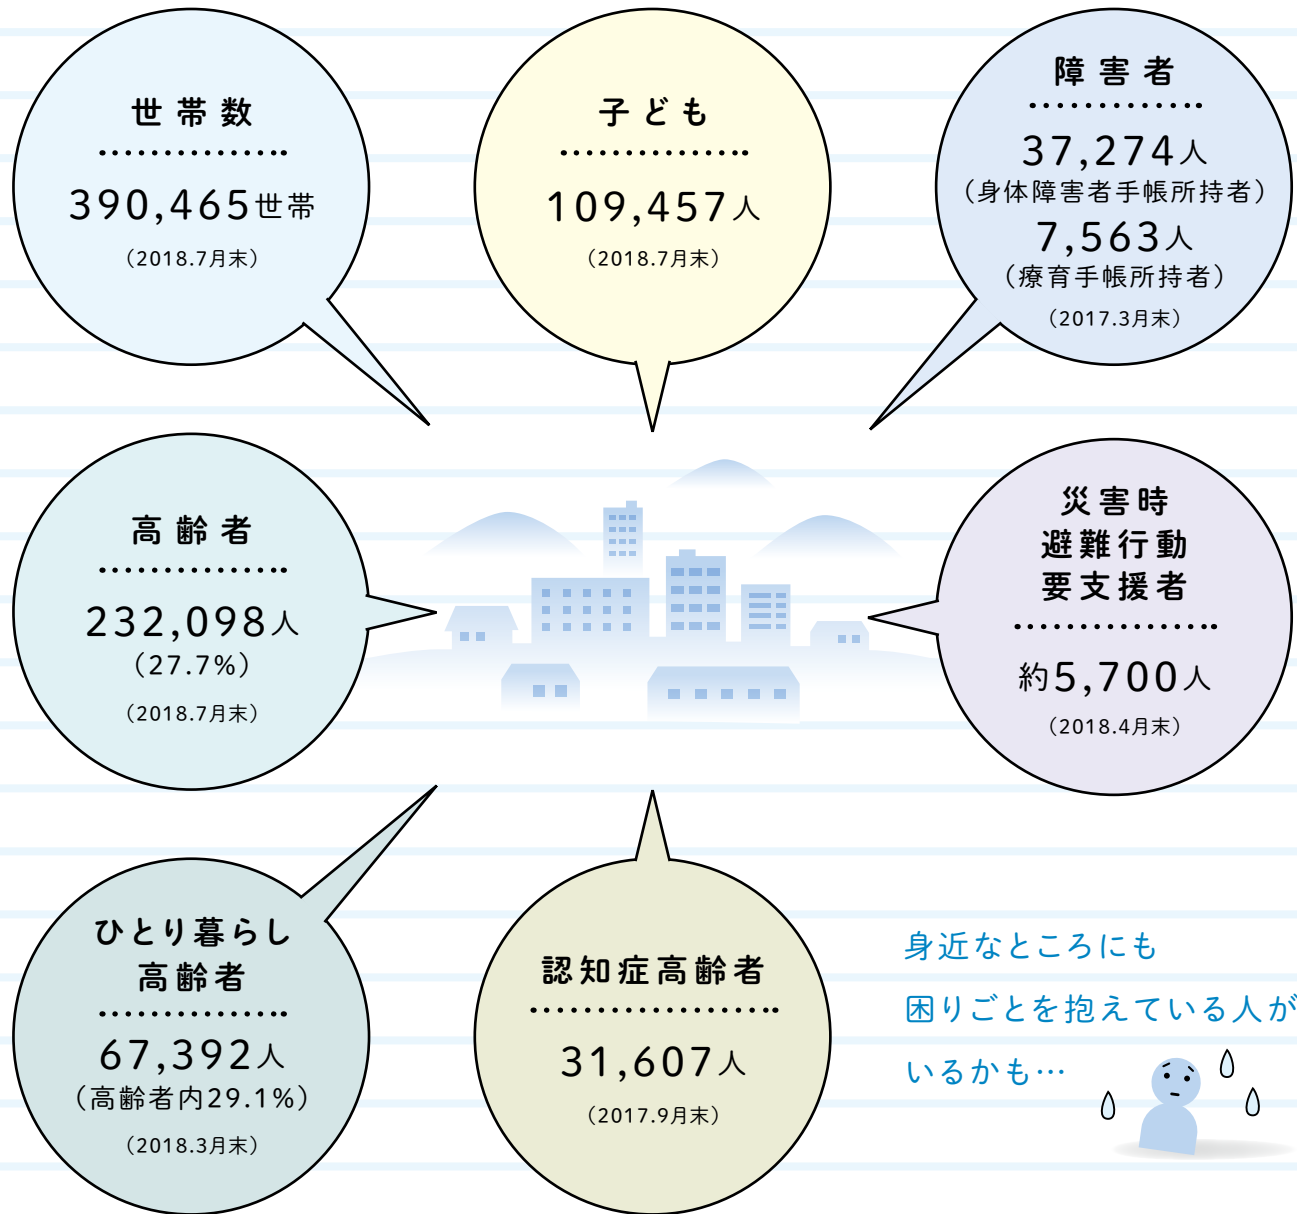 世帯数
390,465世帯
（2018.7月末）
子ども
109,457人
（2018.7月末）
障害者
37,274人
（身体障害者手帳所持者）
7,563人
（療育手帳所持者）
（2017.3月末）
高齢者
232,098人
（27.7%）
（2018.7月末）
災害時
避難行動
要支援者
約5,700人
（2018.4月末）
ひとり暮らし
高齢者
67,392人
（高齢者内29.1%）
（2018.3月末）
認知症高齢者
31,607人
（2017.9月末）
身近なところにも
困りごとを抱えている人が
いるかも…